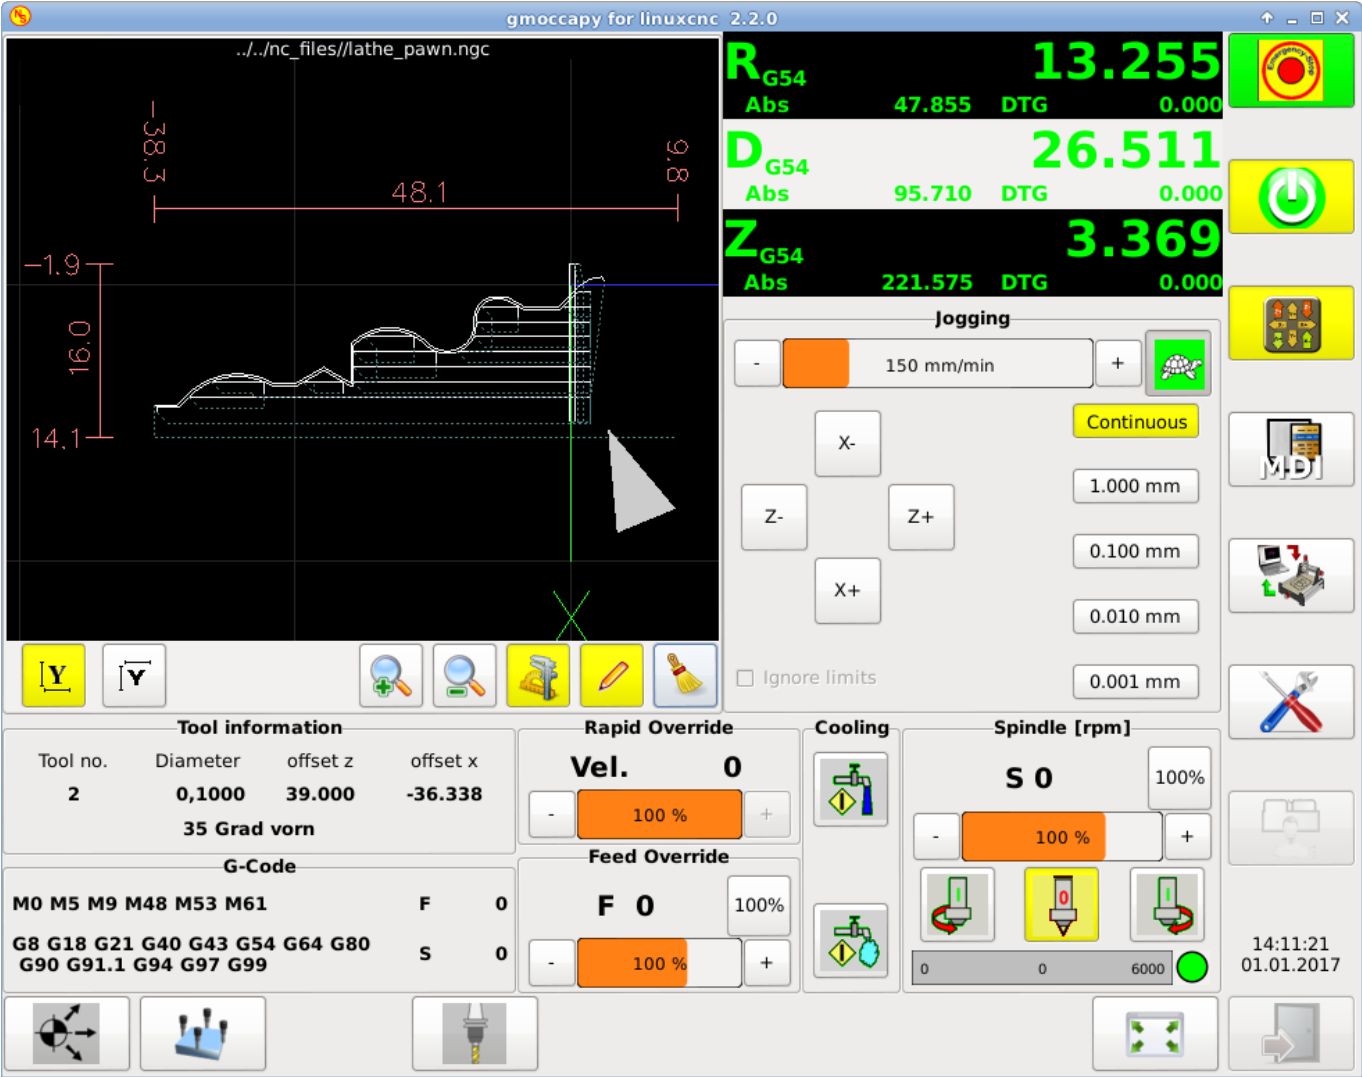 gmoccapy for linuxcnc 2.2.0
../../nc_files//lathe_pawn.ngc
-38.3
9.8
48.1
-1.9
16.0
14.1
R G54 13.255
Abs 47.855 DTG 0.000
D G54 26.511
Abs 95.710 DTG 0.000
Z G54 3.369
Abs 221.575 DTG 0.000
Emergency-Stop
Jogging
- 150 mm/min +
Continuous
X-
1.000 mm
Z- Z+
0.100 mm
X+
0.010 mm
Ignore limits
0.001 mm
MDI
Y Y
Tool information
Tool no. Diameter offset z offset x
2 0,1000 39.000 -36.338
35 Grad vorn
G-Code
M0 M5 M9 M48 M53 M61 F 0
G8 G18 G21 G40 G43 G54 G64 G80
G90 G91.1 G94 G97 G99
S 0
Rapid Override
Vel. 0
- 100 % +
Feed Override
F 0 100%
- 100 % +
Cooling
Spindle [rpm]
S 0 100%
- 100 % +
I 0 I
0 0 6000
14:11:21
01.01.2017